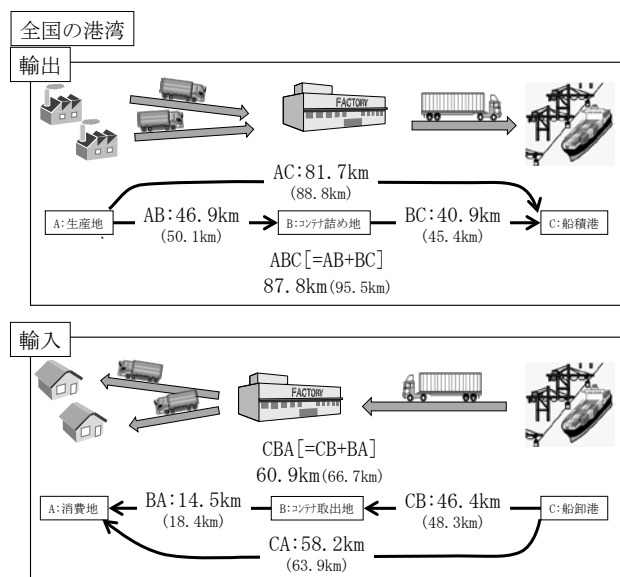 全国の港湾
輸出
FACTORY
AC:81.7km
(88.8km)
A:生産地
AB:46.9km
(50.1km)
B:コンテナ詰め地
BC:40.9km
(45.4km)
C:船積港
ABC[=AB+BC]
87.8km(95.5km)
輸入
FACTORY
CBA[=CB+BA]
60.9km(66.7km)
A:消費地
BA:14.5km
(18.4km)
B:コンテナ取出地
CB:46.4km
(48.3km)
C:船卸港
CA:58.2km
(63.9km)